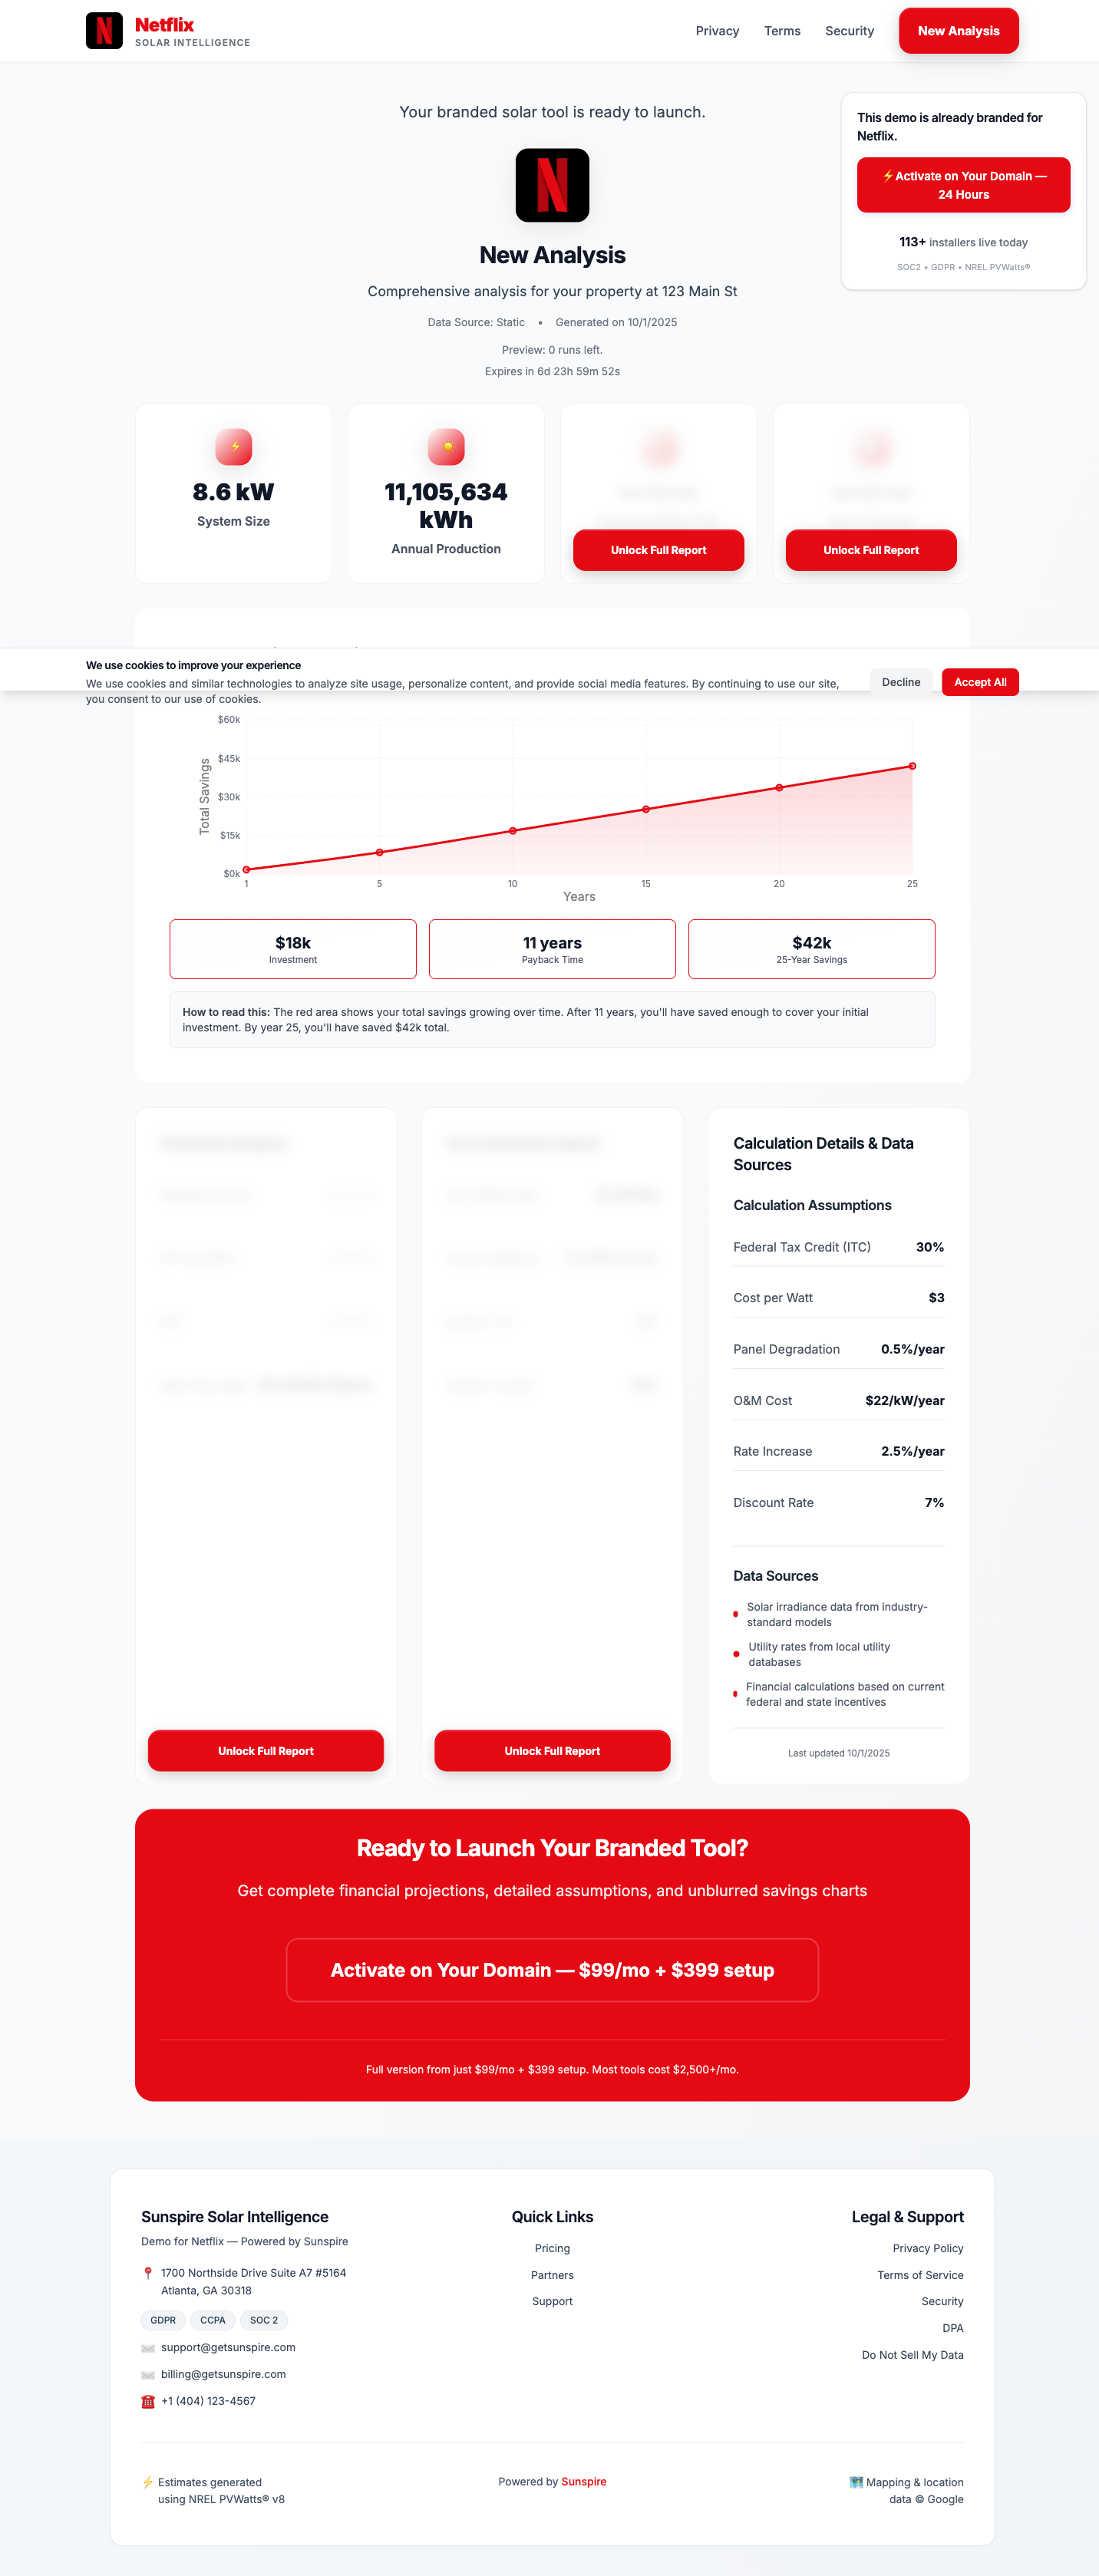 Netflix
SOLAR INTELLIGENCE
Privacy
Terms
Security
New Analysis
Your branded solar tool is ready to launch.
This demo is already branded for
Netflix.
⚡Activate on Your Domain —
24 Hours
113+ installers live today
SOC2 • GDPR • NREL PVWatts®
New Analysis
Comprehensive analysis for your property at 123 Main St
Data Source: Static • Generated on 10/1/2025
Preview: 0 runs left.
Expires in 6d 23h 59m 52s
8.6 kW
System Size
11,105,634
kWh
Annual Production
Unlock Full Report
Unlock Full Report
We use cookies to improve your experience
We use cookies and similar technologies to analyze site usage, personalize content, and provide social media features. By continuing to use our site,
you consent to our use of cookies.
Decline
Accept All
$60k
$45k
$30k
$15k
$0k
Total Savings
1
5
10
15
20
25
Years
$18k
Investment
11 years
Payback Time
$42k
25-Year Savings
How to read this: The red area shows your total savings growing over time. After 11 years, you'll have saved enough to cover your initial
investment. By year 25, you'll have saved $42k total.
Unlock Full Report
Unlock Full Report
Calculation Details & Data
Sources
Calculation Assumptions
Federal Tax Credit (ITC) 30%
Cost per Watt $3
Panel Degradation 0.5%/year
O&M Cost $22/kW/year
Rate Increase 2.5%/year
Discount Rate 7%
Data Sources
Solar irradiance data from industry-
standard models
Utility rates from local utility
databases
Financial calculations based on current
federal and state incentives
Last updated 10/1/2025
Ready to Launch Your Branded Tool?
Get complete financial projections, detailed assumptions, and unblurred savings charts
Activate on Your Domain — $99/mo + $399 setup
Full version from just $99/mo + $399 setup. Most tools cost $2,500+/mo.
Sunspire Solar Intelligence
Demo for Netflix — Powered by Sunspire
1700 Northside Drive Suite A7 #5164
Atlanta, GA 30318
GDPR
CCPA
SOC 2
support@getsunspire.com
billing@getsunspire.com
+1 (404) 123-4567
Quick Links
Pricing
Partners
Support
Legal & Support
Privacy Policy
Terms of Service
Security
DPA
Do Not Sell My Data
⚡ Estimates generated
using NREL PVWatts® v8
Powered by Sunspire
🗺️ Mapping & location
data © Google